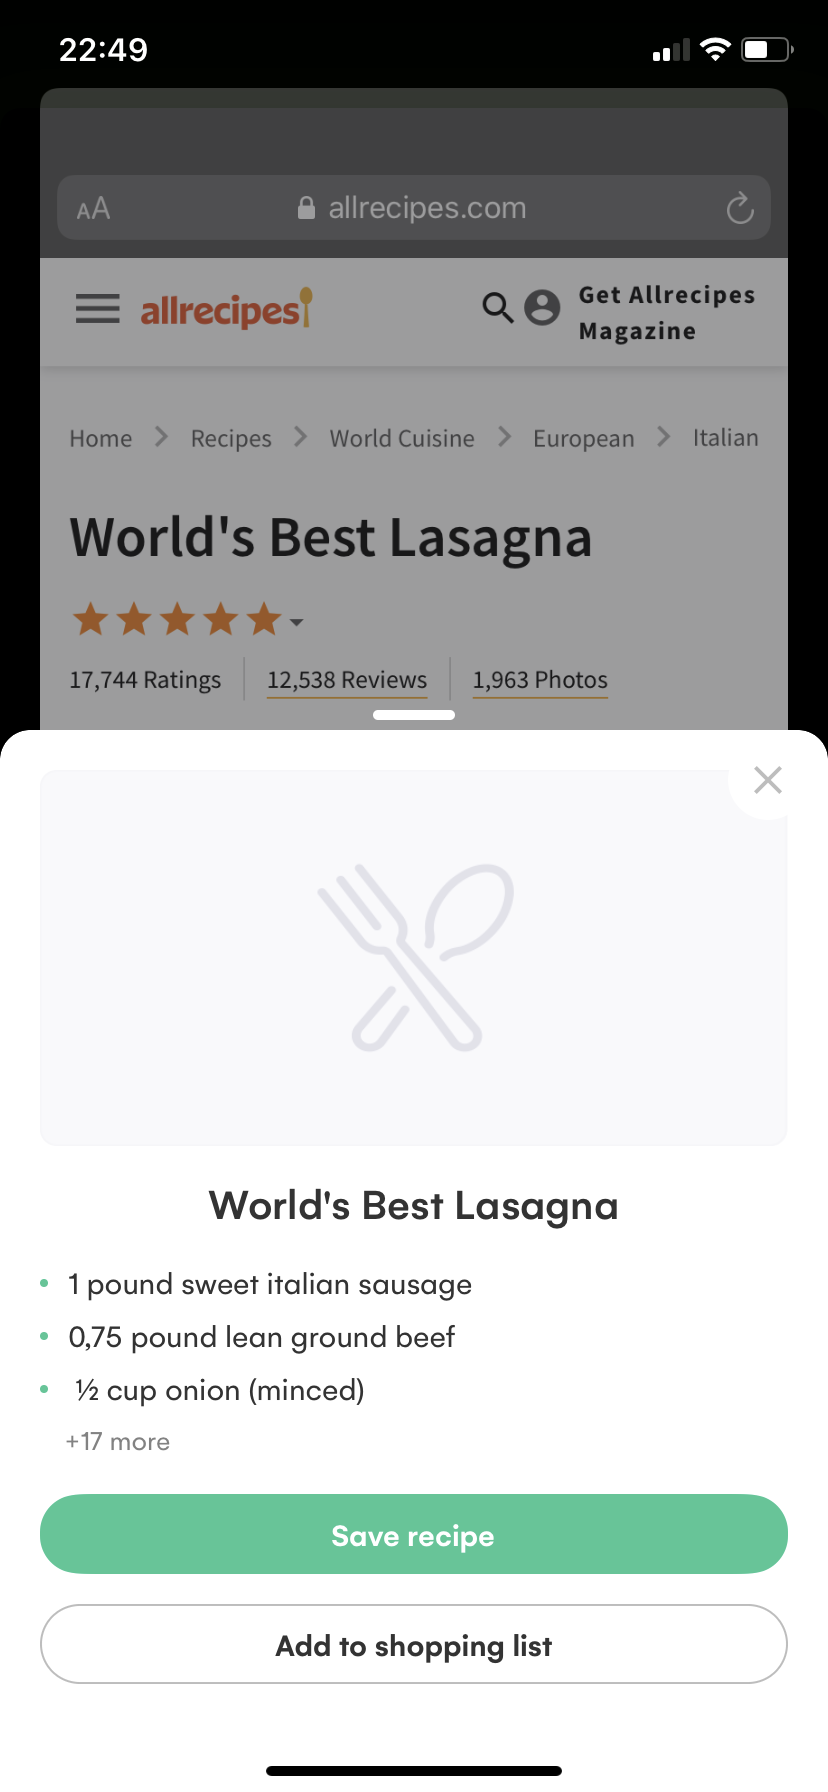 22:49
AA allrecipes.com
allrecipes
Get Allrecipes
Magazine
Home Recipes World Cuisine European Italian
World's Best Lasagna
17,744 Ratings 12,538 Reviews 1,963 Photos
World's Best Lasagna
1 pound sweet italian sausage
0,75 pound lean ground beef
½ cup onion (minced)
+17 more
Save recipe
Add to shopping list